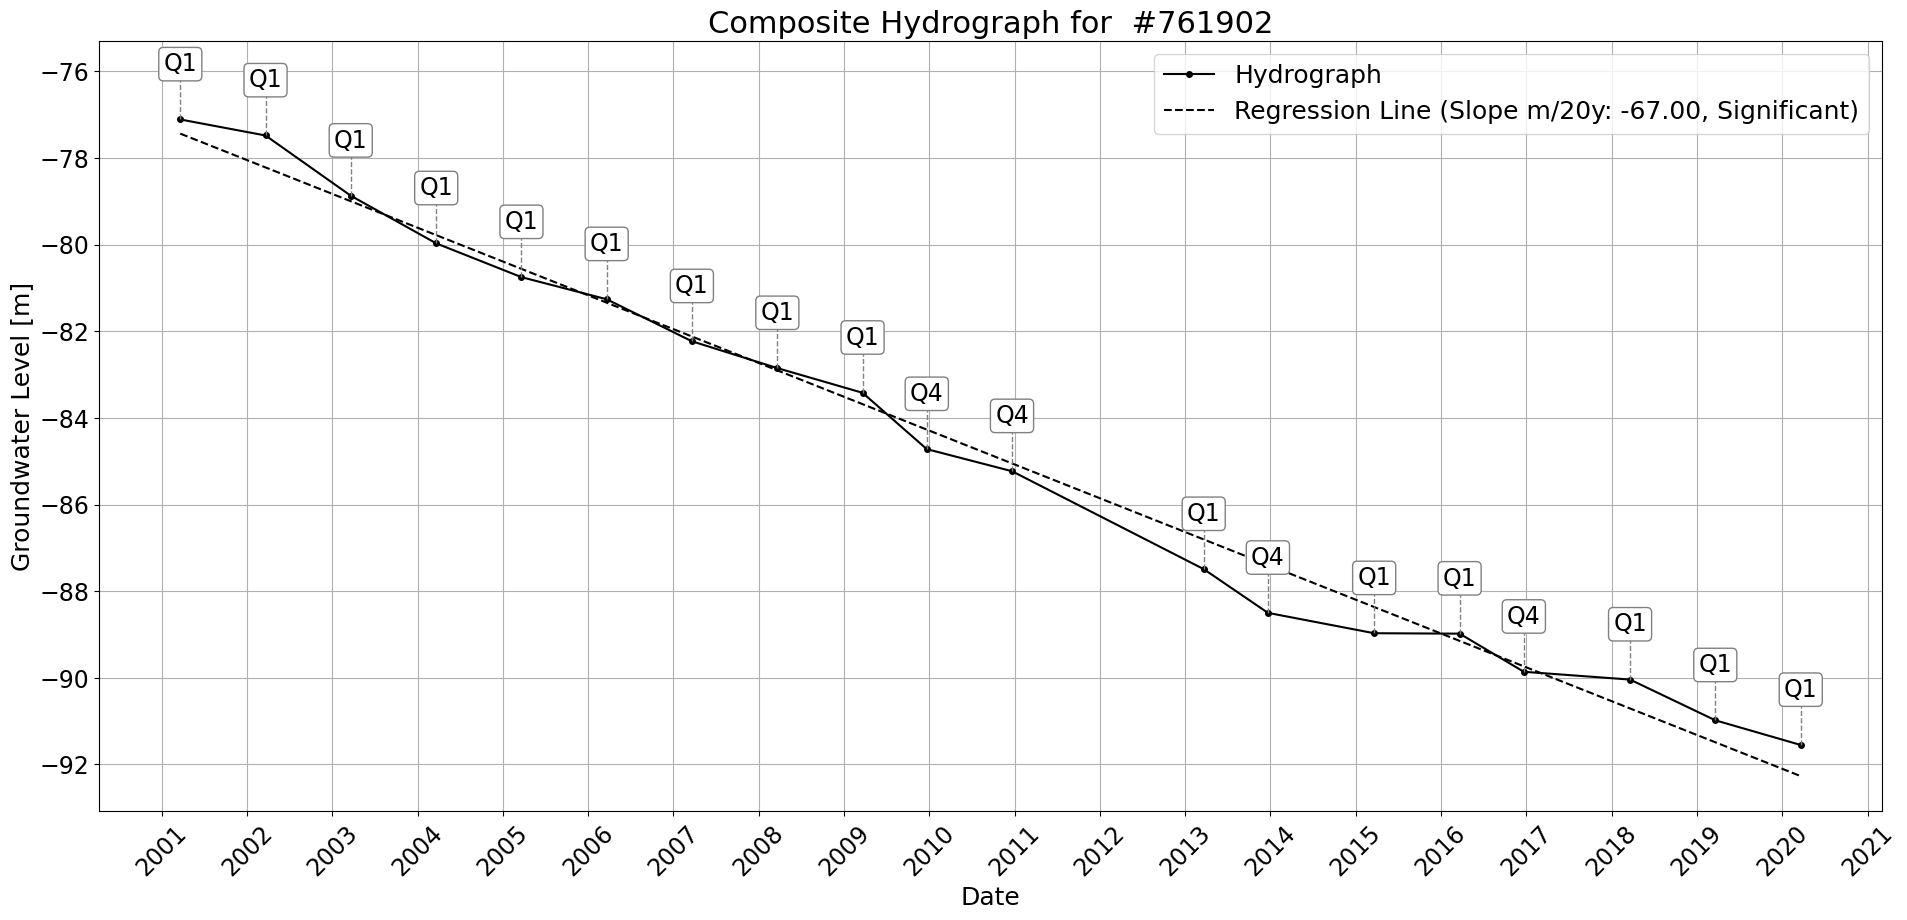 Composite Hydrograph for  #761902
Hydrograph
Regression Line (Slope m/20y: -67.00, Significant)
Groundwater Level [m]
−76
−78
−80
−82
−84
−86
−88
−90
−92
Q1
Q1
Q1
Q1
Q1
Q1
Q1
Q1
Q1
Q4
Q4
Q1
Q4
Q1
Q1
Q4
Q1
Q1
Q1
2001
2002
2003
2004
2005
2006
2007
2008
2009
2010
2011
2012
2013
2014
2015
2016
2017
2018
2019
2020
2021
Date